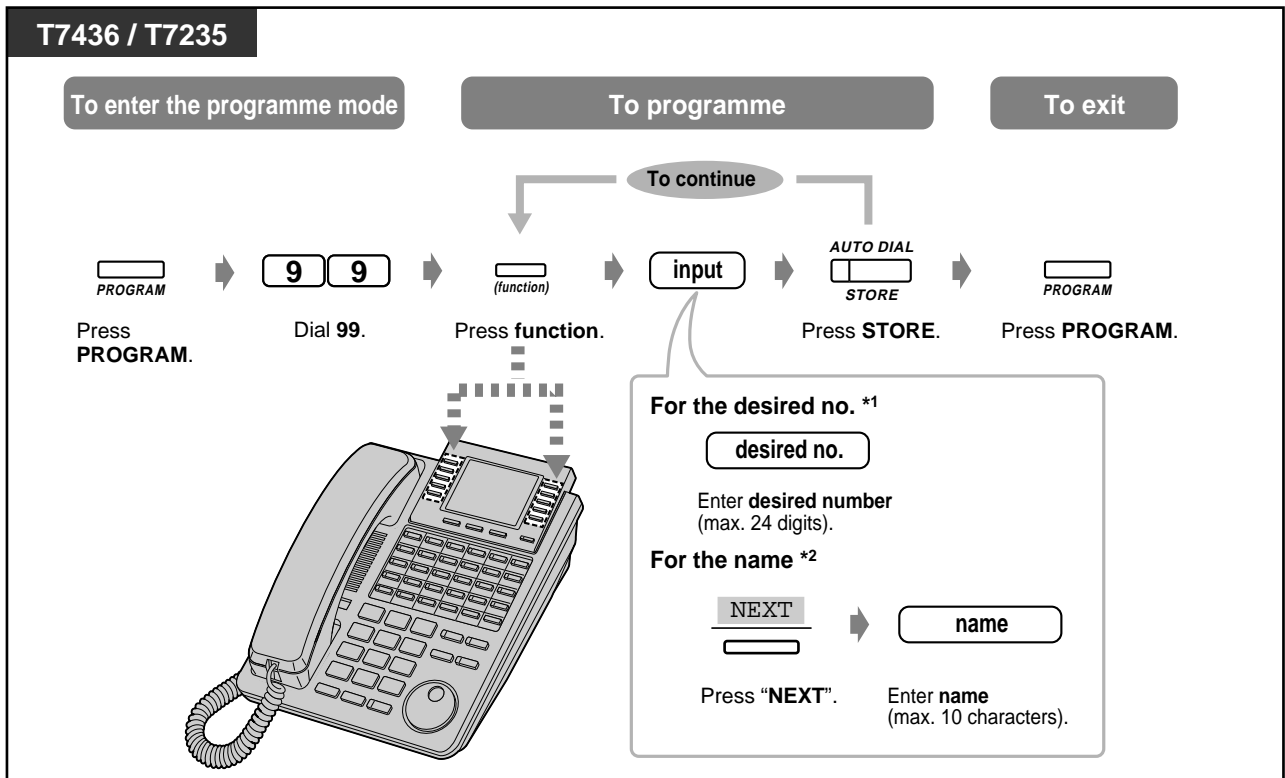 T7436 / T7235
To enter the programme mode
To programme
To exit
To continue
PROGRAM
9 9
(function)
input
AUTO DIAL
STORE
PROGRAM
Press
PROGRAM.
Dial 99.
Press function.
Press STORE.
Press PROGRAM.
For the desired no. *1
desired no.
Enter desired number
(max. 24 digits).
For the name *2
NEXT
name
Press “NEXT”.
Enter name
(max. 10 characters).